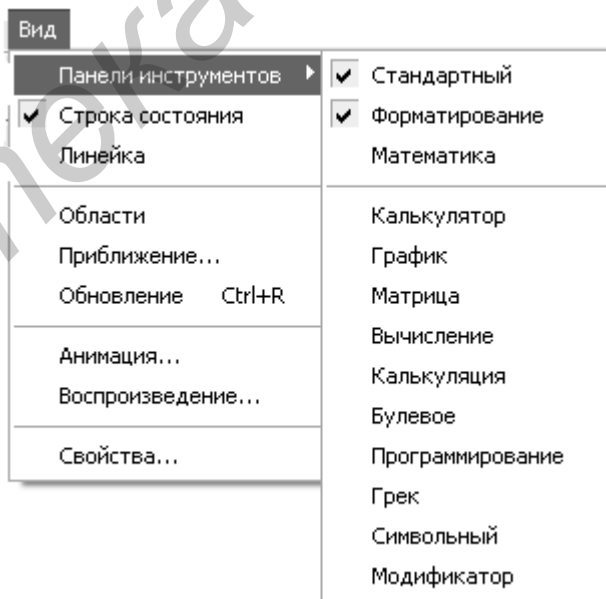 Вид
Панели инструментов
Строка состояния
Линейка
Области
Приближение...
Обновление Ctrl+R
Анимация...
Воспроизведение...
Свойства...
Стандартный
Форматирование
Математика
Калькулятор
График
Матрица
Вычисление
Калькуляция
Булевое
Программирование
Грек
Символьный
Модификатор